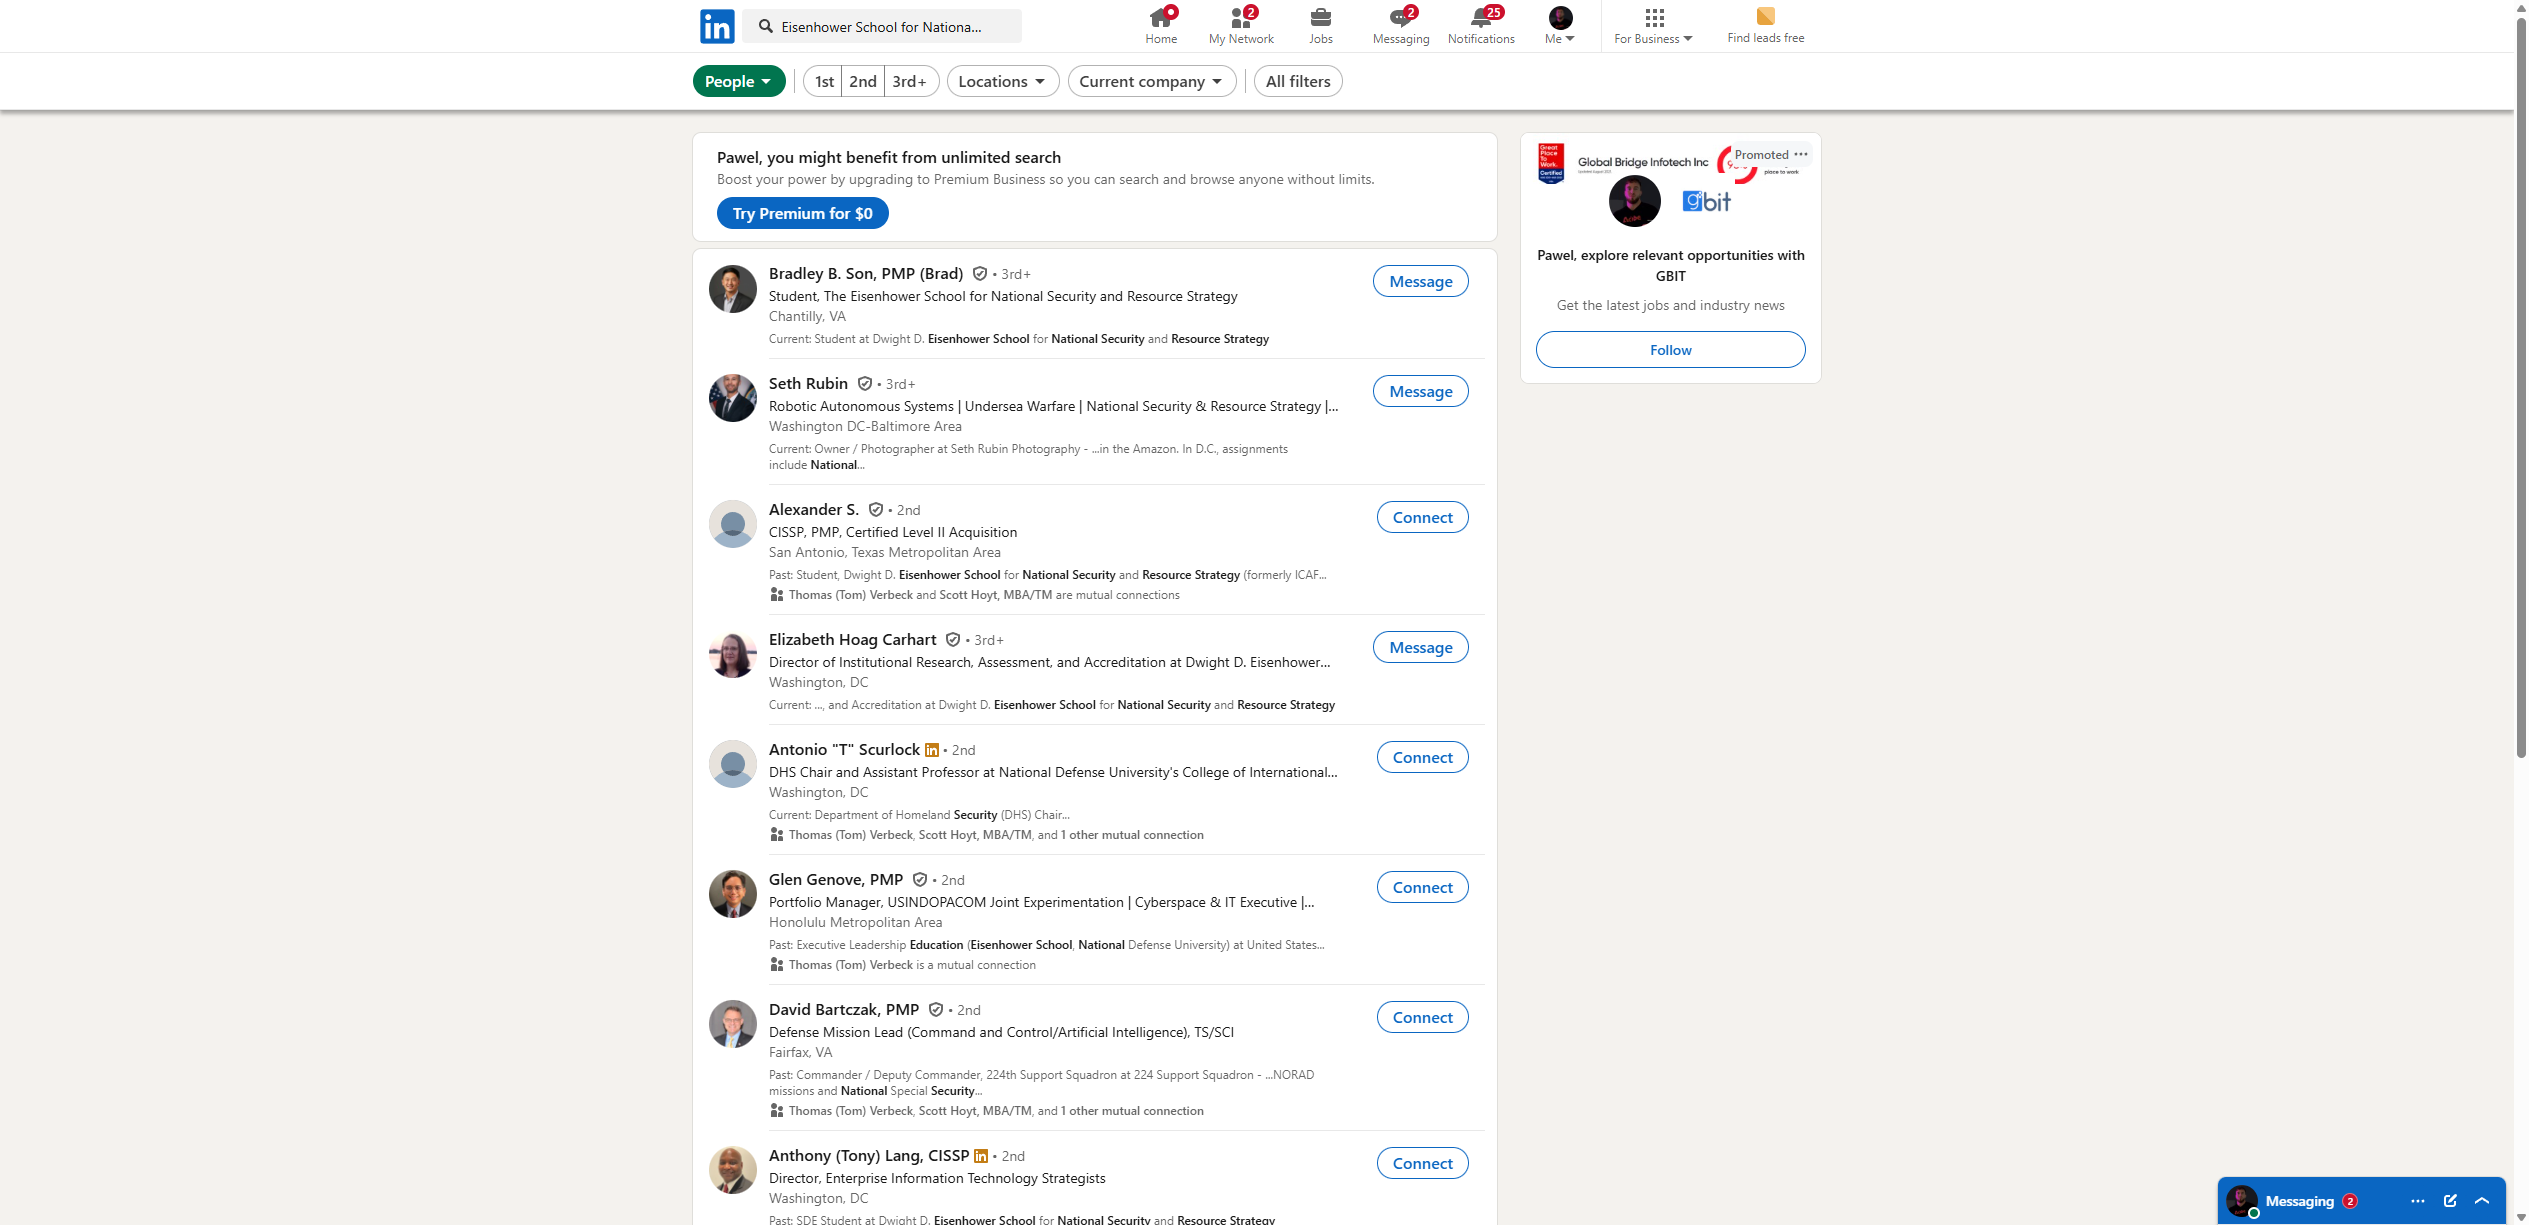 in
Eisenhower School for Nationa...
Home
2
My Network
Jobs
2
Messaging
25
Notifications
Me
For Business
Find leads free
People
1st
2nd
3rd+
Locations
Current company
All filters
Pawel, you might benefit from unlimited search
Boost your power by upgrading to Premium Business so you can search and browse anyone without limits.
Try Premium for $0
Bradley B. Son, PMP (Brad) • 3rd+
Message
Student, The Eisenhower School for National Security and Resource Strategy
Chantilly, VA
Current: Student at Dwight D. Eisenhower School for National Security and Resource Strategy
Seth Rubin • 3rd+
Message
Robotic Autonomous Systems | Undersea Warfare | National Security & Resource Strategy |...
Washington DC-Baltimore Area
Current: Owner / Photographer at Seth Rubin Photography - ...in the Amazon. In D.C., assignments
include National...
Alexander S. • 2nd
Connect
CISSP, PMP, Certified Level II Acquisition
San Antonio, Texas Metropolitan Area
Past: Student, Dwight D. Eisenhower School for National Security and Resource Strategy (formerly ICAF...
Thomas (Tom) Verbeck and Scott Hoyt, MBA/TM are mutual connections
Elizabeth Hoag Carhart • 3rd+
Message
Director of Institutional Research, Assessment, and Accreditation at Dwight D. Eisenhower...
Washington, DC
Current: ..., and Accreditation at Dwight D. Eisenhower School for National Security and Resource Strategy
Antonio "T" Scurlock in • 2nd
Connect
DHS Chair and Assistant Professor at National Defense University's College of International...
Washington, DC
Current: Department of Homeland Security (DHS) Chair...
Thomas (Tom) Verbeck, Scott Hoyt, MBA/TM, and 1 other mutual connection
Glen Genove, PMP • 2nd
Connect
Portfolio Manager, USINDOPACOM Joint Experimentation | Cyberspace & IT Executive |...
Honolulu Metropolitan Area
Past: Executive Leadership Education (Eisenhower School, National Defense University) at United States...
Thomas (Tom) Verbeck is a mutual connection
David Bartczak, PMP • 2nd
Connect
Defense Mission Lead (Command and Control/Artificial Intelligence), TS/SCI
Fairfax, VA
Past: Commander / Deputy Commander, 224th Support Squadron at 224 Support Squadron - ...NORAD
missions and National Special Security...
Thomas (Tom) Verbeck, Scott Hoyt, MBA/TM, and 1 other mutual connection
Anthony (Tony) Lang, CISSP in • 2nd
Connect
Director, Enterprise Information Technology Strategists
Washington, DC
Past: SDE Student at Dwight D. Eisenhower School for National Security and Resource Strategy
Great
Place
To
Work.
Certified
Global Bridge Infotech Inc
Promoted •••
place to work
gbit
Pawel, explore relevant opportunities with
GBIT
Get the latest jobs and industry news
Follow
Messaging 2